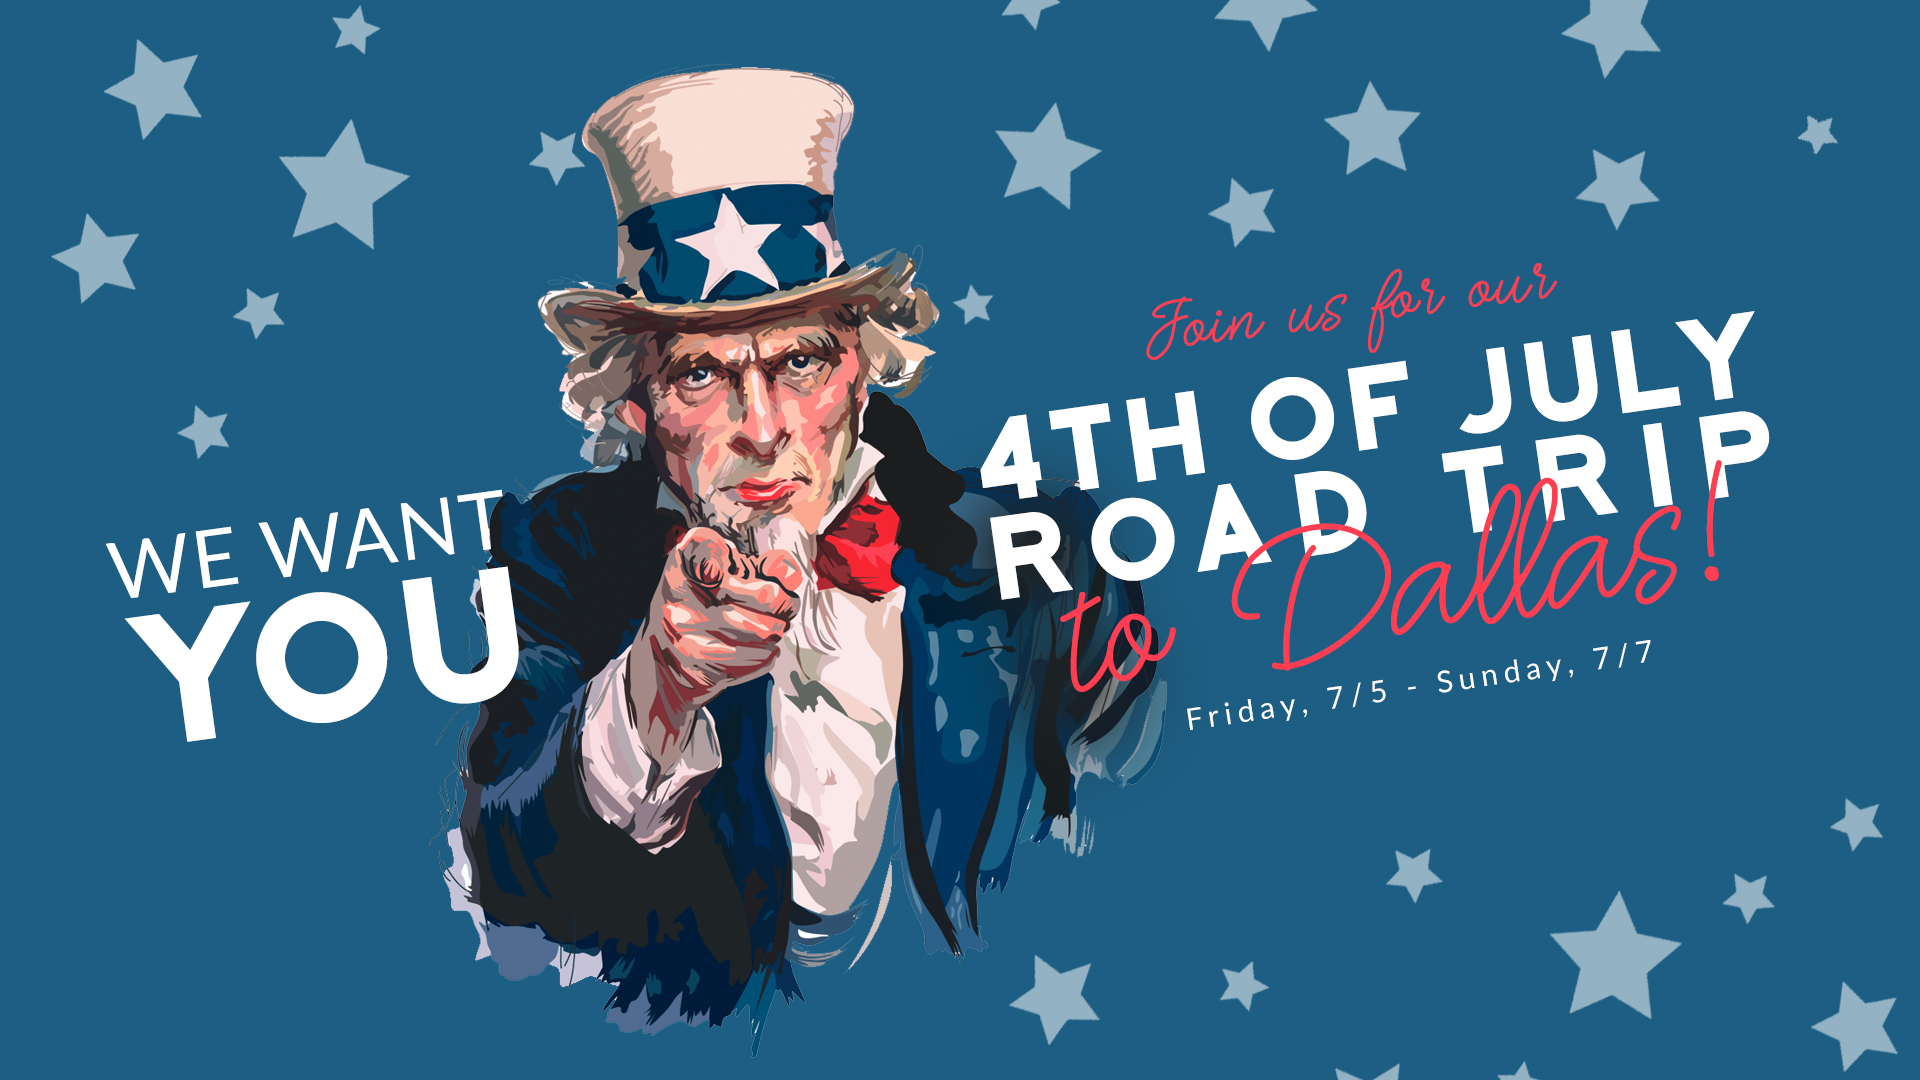 WE WANT
YOU
Join us for our
4TH OF JULY
ROAD TRIP
to Dallas!
Friday, 7/5 - Sunday, 7/7